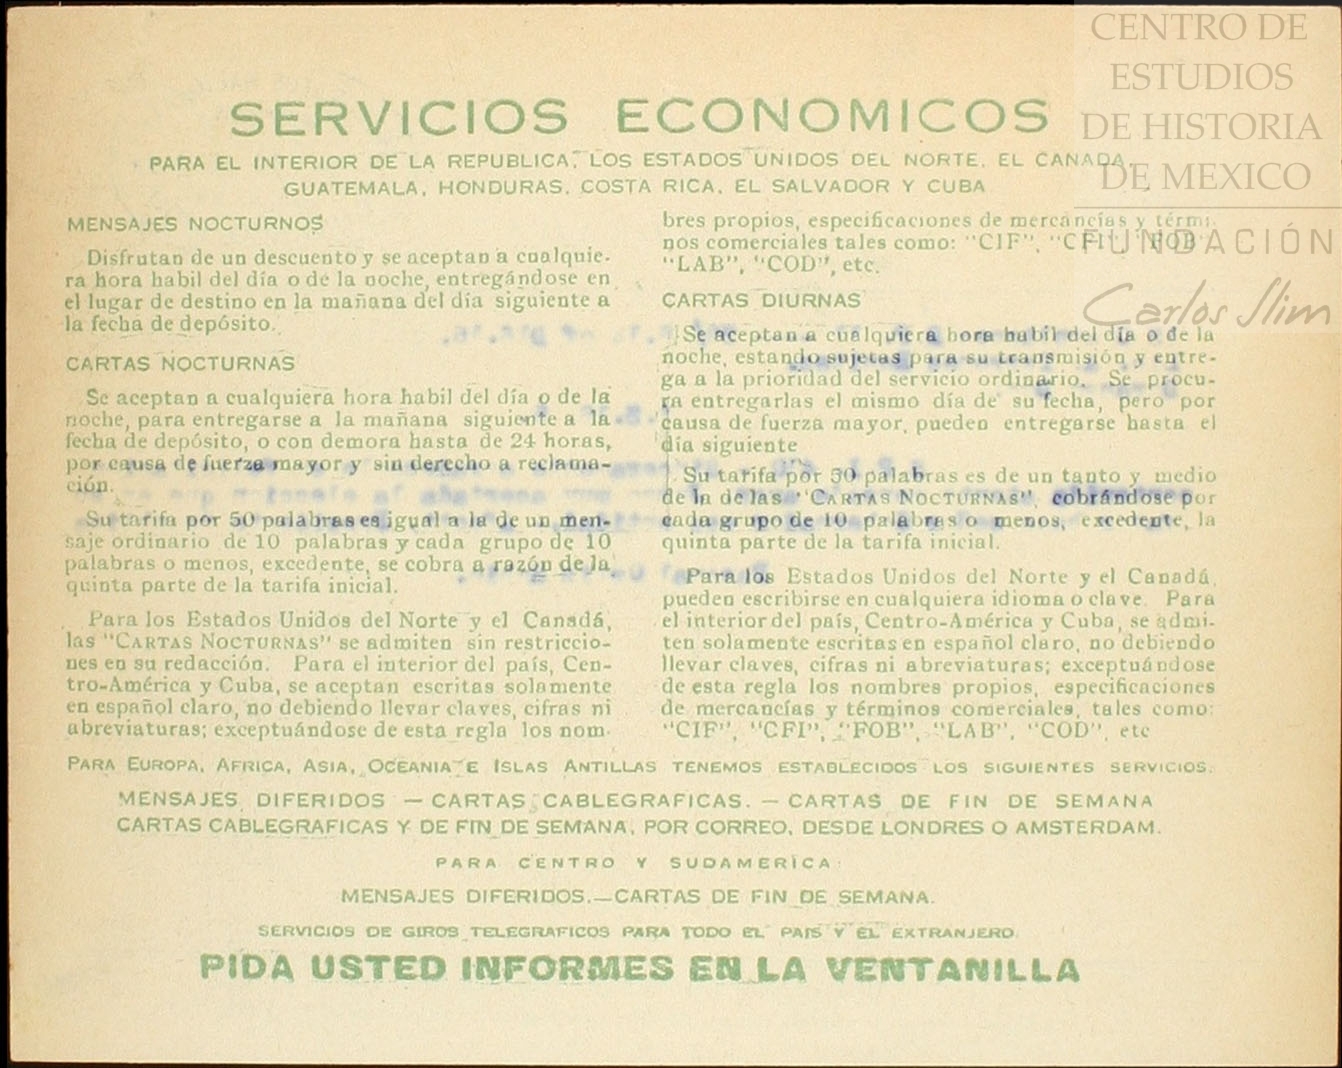 CENTRO DE
ESTUDIOS
DE HISTORIA
DE MEXICO
FUNDACIÓN
Carlos Slim
SERVICIOS ECONOMICOS
PARA EL INTERIOR DE LA REPUBLICA, LOS ESTADOS UNIDOS DEL NORTE, EL CANADA,
GUATEMALA, HONDURAS, COSTA RICA, EL SALVADOR Y CUBA
MENSAJES NOCTURNOS
Disfrutan de un descuento y se aceptan a cualquie-
ra hora habil del día o de la noche, entregándose en
el lugar de destino en la mañana del día siguiente a
la fecha de depósito.
CARTAS NOCTURNAS
Se aceptan a cualquiera hora habil del día o de la
noche, para entregarse a la mañana siguiente a la
fecha de depósito, o con demora hasta de 24 horas,
por causa de fuerza mayor y sin derecho a reclama-
ción.
Su tarifa por 50 palabras es igual a la de un men-
saje ordinario de 10 palabras y cada grupo de 10
palabras o menos, excedente, se cobra a razón de la
quinta parte de la tarifa inicial.
Para los Estados Unidos del Norte y el Canadá,
las "CARTAS NOCTURNAS" se admiten sin restriccio-
nes en su redacción. Para el interior del país, Cen-
tro-América y Cuba, se aceptan escritas solamente
en español claro, no debiendo llevar claves, cifras ni
abreviaturas; exceptuándose de esta regla los nom-
bres propios, especificaciones de mercancías y térmi-
nos comerciales tales como: "CIF", "CFI", "FOB"
"LAB", "COD", etc.
CARTAS DIURNAS
Se aceptan a cualquiera hora habil del día o de la
noche, estando sujetas para su transmisión y entre-
ga a la prioridad del servicio ordinario. Se procu-
ra entregarlas el mismo día de su fecha, pero por
causa de fuerza mayor, pueden entregarse hasta el
día siguiente
Su tarifa por 50 palabras es de un tanto y medio
de la de las "CARTAS NOCTURNAS", cobrándose por
cada grupo de 10 palabras o menos, excedente, la
quinta parte de la tarifa inicial.
Para los Estados Unidos del Norte y el Canadá,
pueden escribirse en cualquiera idioma o clave. Para
el interior del país, Centro-América y Cuba, se admi-
ten solamente escritas en español claro, no debiendo
llevar claves, cifras ni abreviaturas; exceptuándose
de esta regla los nombres propios, especificaciones
de mercancías y términos comerciales, tales como:
"CIF", "CFI", "FOB", "LAB", "COD", etc
PARA EUROPA, AFRICA, ASIA, OCEANIA E ISLAS ANTILLAS TENEMOS ESTABLECIDOS LOS SIGUIENTES SERVICIOS.
MENSAJES DIFERIDOS — CARTAS CABLEGRAFICAS. — CARTAS DE FIN DE SEMANA
CARTAS CABLEGRAFICAS Y DE FIN DE SEMANA, POR CORREO, DESDE LONDRES O AMSTERDAM.
PARA CENTRO Y SUDAMERICA:
MENSAJES DIFERIDOS.—CARTAS DE FIN DE SEMANA.
SERVICIOS DE GIROS TELEGRAFICOS PARA TODO EL PAIS Y EL EXTRANJERO.
PIDA USTED INFORMES EN LA VENTANILLA